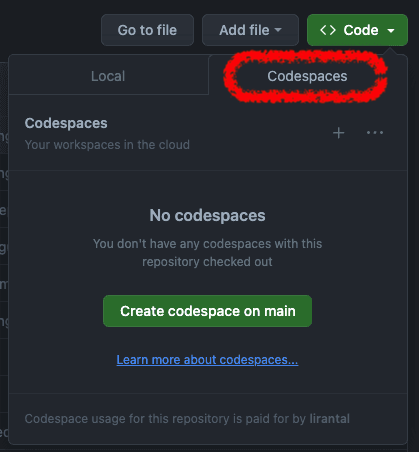 Go to file
Add file
<> Code
Local
Codespaces
Codespaces
Your workspaces in the cloud
No codespaces
You don't have any codespaces with this
repository checked out
Create codespace on main
Learn more about codespaces...
Codespace usage for this repository is paid for by lirantal